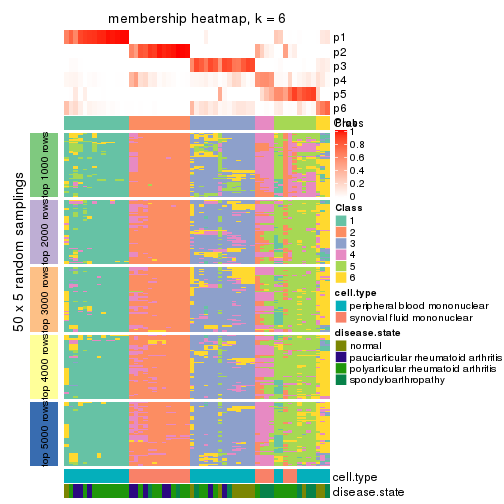 membership heatmap, k = 6
p1
p2
p3
p4
p5
p6
Class
1
0.8
0.6
0.4
0.2
0
Class
1
2
3
4
5
6
cell.type
peripheral blood mononuclear
synovial fluid mononuclear
disease.state
normal
pauciarticular rheumatoid arthritis
polyarticular rheumatoid arthritis
spondyloarthropathy
50 x 5 random samplings
top 1000 rows
top 2000 rows
top 3000 rows
top 4000 rows
top 5000 rows
cell.type
disease.state